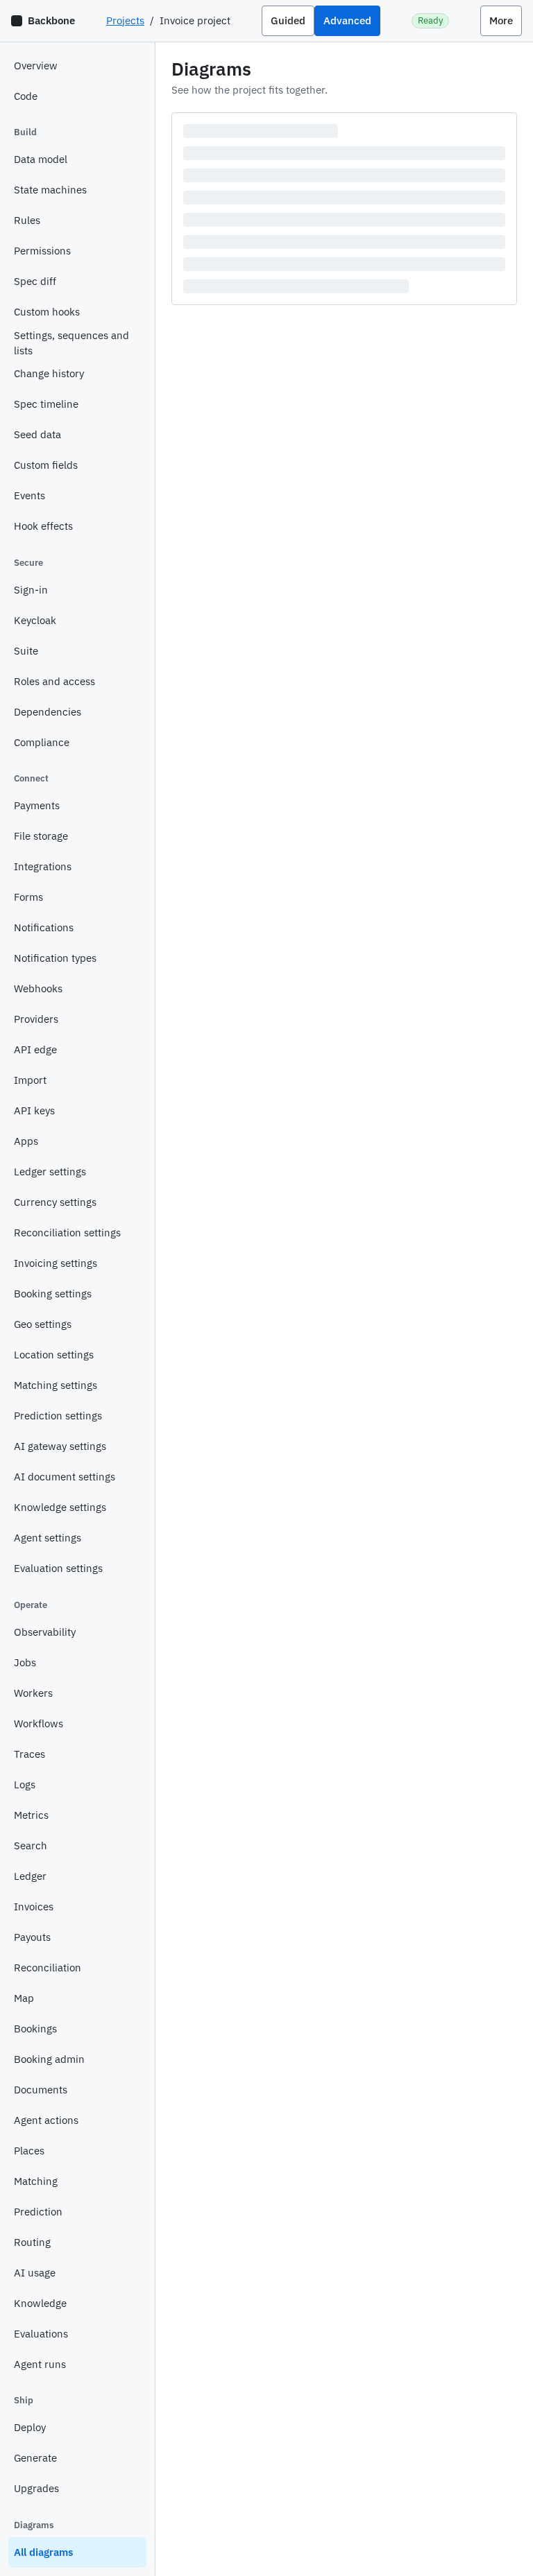 Backbone
Projects / Invoice project
Guided
Advanced
Ready
More
Overview
Code
Build
Data model
State machines
Rules
Permissions
Spec diff
Custom hooks
Settings, sequences and
lists
Change history
Spec timeline
Seed data
Custom fields
Events
Hook effects
Secure
Sign-in
Keycloak
Suite
Roles and access
Dependencies
Compliance
Connect
Payments
File storage
Integrations
Forms
Notifications
Notification types
Webhooks
Providers
API edge
Import
API keys
Apps
Ledger settings
Currency settings
Reconciliation settings
Invoicing settings
Booking settings
Geo settings
Location settings
Matching settings
Prediction settings
AI gateway settings
AI document settings
Knowledge settings
Agent settings
Evaluation settings
Operate
Observability
Jobs
Workers
Workflows
Traces
Logs
Metrics
Search
Ledger
Invoices
Payouts
Reconciliation
Map
Bookings
Booking admin
Documents
Agent actions
Places
Matching
Prediction
Routing
AI usage
Knowledge
Evaluations
Agent runs
Ship
Deploy
Generate
Upgrades
Diagrams
All diagrams
Diagrams
See how the project fits together.